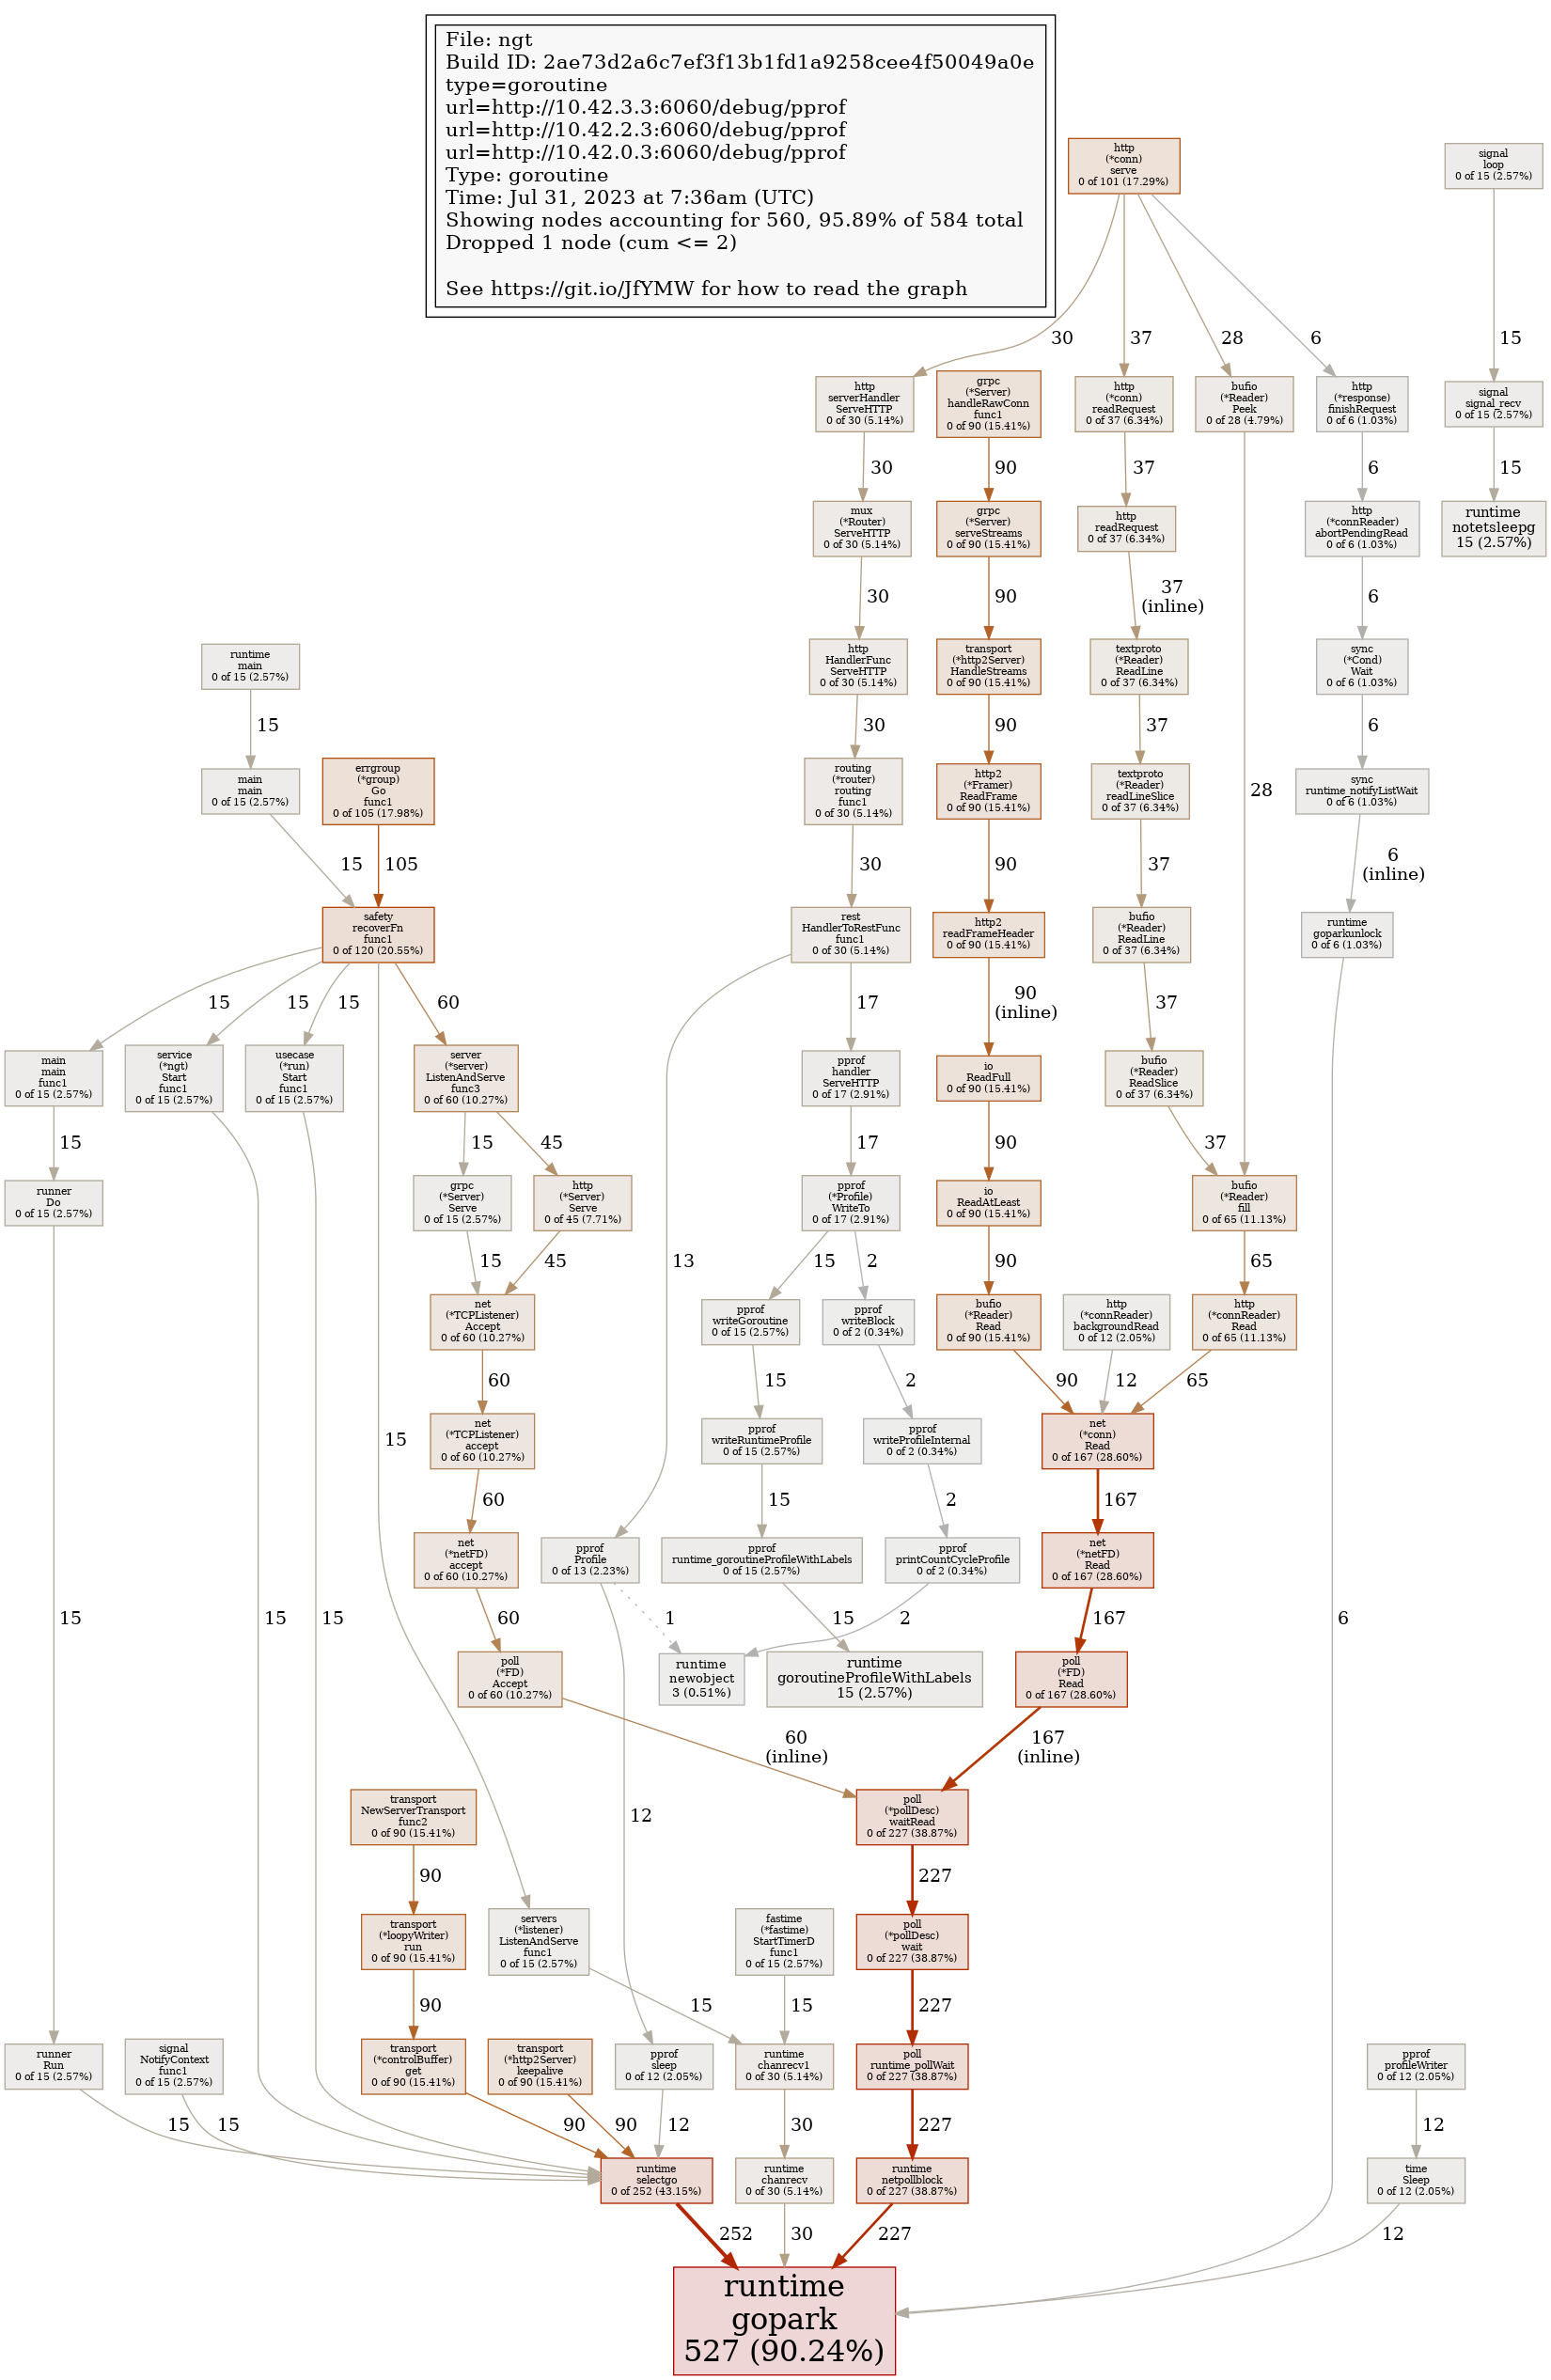 File: ngt
Build ID: 2ae73d2a6c7ef3f13b1fd1a9258cee4f50049a0e
type=goroutine
url=http://10.42.3.3:6060/debug/pprof
url=http://10.42.2.3:6060/debug/pprof
url=http://10.42.0.3:6060/debug/pprof
Type: goroutine
Time: Jul 31, 2023 at 7:36am (UTC)
Showing nodes accounting for 560, 95.89% of 584 total
Dropped 1 node (cum <= 2)
See https://git.io/JfYMW for how to read the graph
http
(*conn)
serve
0 of 101 (17.29%)
signal
loop
0 of 15 (2.57%)
30
37
28
6
15
http
serverHandler
ServeHTTP
0 of 30 (5.14%)
grpc
(*Server)
handleRawConn
func1
0 of 90 (15.41%)
http
(*conn)
readRequest
0 of 37 (6.34%)
bufio
(*Reader)
Peek
0 of 28 (4.79%)
http
(*response)
finishRequest
0 of 6 (1.03%)
signal
signal_recv
0 of 15 (2.57%)
30
90
37
6
15
mux
(*Router)
ServeHTTP
0 of 30 (5.14%)
grpc
(*Server)
serveStreams
0 of 90 (15.41%)
http
readRequest
0 of 37 (6.34%)
http
(*connReader)
abortPendingRead
0 of 6 (1.03%)
runtime
notetsleepg
15 (2.57%)
30
90
37
(inline)
6
runtime
main
0 of 15 (2.57%)
http
HandlerFunc
ServeHTTP
0 of 30 (5.14%)
transport
(*http2Server)
HandleStreams
0 of 90 (15.41%)
textproto
(*Reader)
ReadLine
0 of 37 (6.34%)
sync
(*Cond)
Wait
0 of 6 (1.03%)
15
30
90
37
6
main
main
0 of 15 (2.57%)
errgroup
(*group)
Go
func1
0 of 105 (17.98%)
routing
(*router)
routing
func1
0 of 30 (5.14%)
http2
(*Framer)
ReadFrame
0 of 90 (15.41%)
textproto
(*Reader)
readLineSlice
0 of 37 (6.34%)
28
sync
runtime_notifyListWait
0 of 6 (1.03%)
15
105
30
90
37
6
(inline)
safety
recoverFn
func1
0 of 120 (20.55%)
rest
HandlerToRestFunc
func1
0 of 30 (5.14%)
http2
readFrameHeader
0 of 90 (15.41%)
bufio
(*Reader)
ReadLine
0 of 37 (6.34%)
runtime
goparkunlock
0 of 6 (1.03%)
15
15
15
60
17
90
(inline)
37
main
main
func1
0 of 15 (2.57%)
service
(*ngt)
Start
func1
0 of 15 (2.57%)
usecase
(*run)
Start
func1
0 of 15 (2.57%)
server
(*server)
ListenAndServe
func3
0 of 60 (10.27%)
pprof
handler
ServeHTTP
0 of 17 (2.91%)
io
ReadFull
0 of 90 (15.41%)
bufio
(*Reader)
ReadSlice
0 of 37 (6.34%)
15
15
45
17
90
37
runner
Do
0 of 15 (2.57%)
grpc
(*Server)
Serve
0 of 15 (2.57%)
http
(*Server)
Serve
0 of 45 (7.71%)
pprof
(*Profile)
WriteTo
0 of 17 (2.91%)
io
ReadAtLeast
0 of 90 (15.41%)
bufio
(*Reader)
fill
0 of 65 (11.13%)
15
45
13
15
2
90
65
net
(*TCPListener)
Accept
0 of 60 (10.27%)
pprof
writeGoroutine
0 of 15 (2.57%)
pprof
writeBlock
0 of 2 (0.34%)
bufio
(*Reader)
Read
0 of 90 (15.41%)
http
(*connReader)
backgroundRead
0 of 12 (2.05%)
http
(*connReader)
Read
0 of 65 (11.13%)
60
15
2
90
12
65
15
net
(*TCPListener)
accept
0 of 60 (10.27%)
pprof
writeRuntimeProfile
0 of 15 (2.57%)
pprof
writeProfileInternal
0 of 2 (0.34%)
net
(*conn)
Read
0 of 167 (28.60%)
60
15
2
167
net
(*netFD)
accept
0 of 60 (10.27%)
pprof
Profile
0 of 13 (2.23%)
pprof
runtime_goroutineProfileWithLabels
0 of 15 (2.57%)
pprof
printCountCycleProfile
0 of 2 (0.34%)
net
(*netFD)
Read
0 of 167 (28.60%)
15
15
15
60
1
15
2
167
6
poll
(*FD)
Accept
0 of 60 (10.27%)
runtime
newobject
3 (0.51%)
runtime
goroutineProfileWithLabels
15 (2.57%)
poll
(*FD)
Read
0 of 167 (28.60%)
60
(inline)
167
(inline)
transport
NewServerTransport
func2
0 of 90 (15.41%)
12
poll
(*pollDesc)
waitRead
0 of 227 (38.87%)
90
227
transport
(*loopyWriter)
run
0 of 90 (15.41%)
servers
(*listener)
ListenAndServe
func1
0 of 15 (2.57%)
fastime
(*fastime)
StartTimerD
func1
0 of 15 (2.57%)
poll
(*pollDesc)
wait
0 of 227 (38.87%)
90
15
15
227
runner
Run
0 of 15 (2.57%)
signal
NotifyContext
func1
0 of 15 (2.57%)
transport
(*controlBuffer)
get
0 of 90 (15.41%)
transport
(*http2Server)
keepalive
0 of 90 (15.41%)
pprof
sleep
0 of 12 (2.05%)
runtime
chanrecv1
0 of 30 (5.14%)
poll
runtime_pollWait
0 of 227 (38.87%)
pprof
profileWriter
0 of 12 (2.05%)
15
15
90
90
12
30
227
12
runtime
selectgo
0 of 252 (43.15%)
runtime
chanrecv
0 of 30 (5.14%)
runtime
netpollblock
0 of 227 (38.87%)
time
Sleep
0 of 12 (2.05%)
252
30
227
12
runtime
gopark
527 (90.24%)